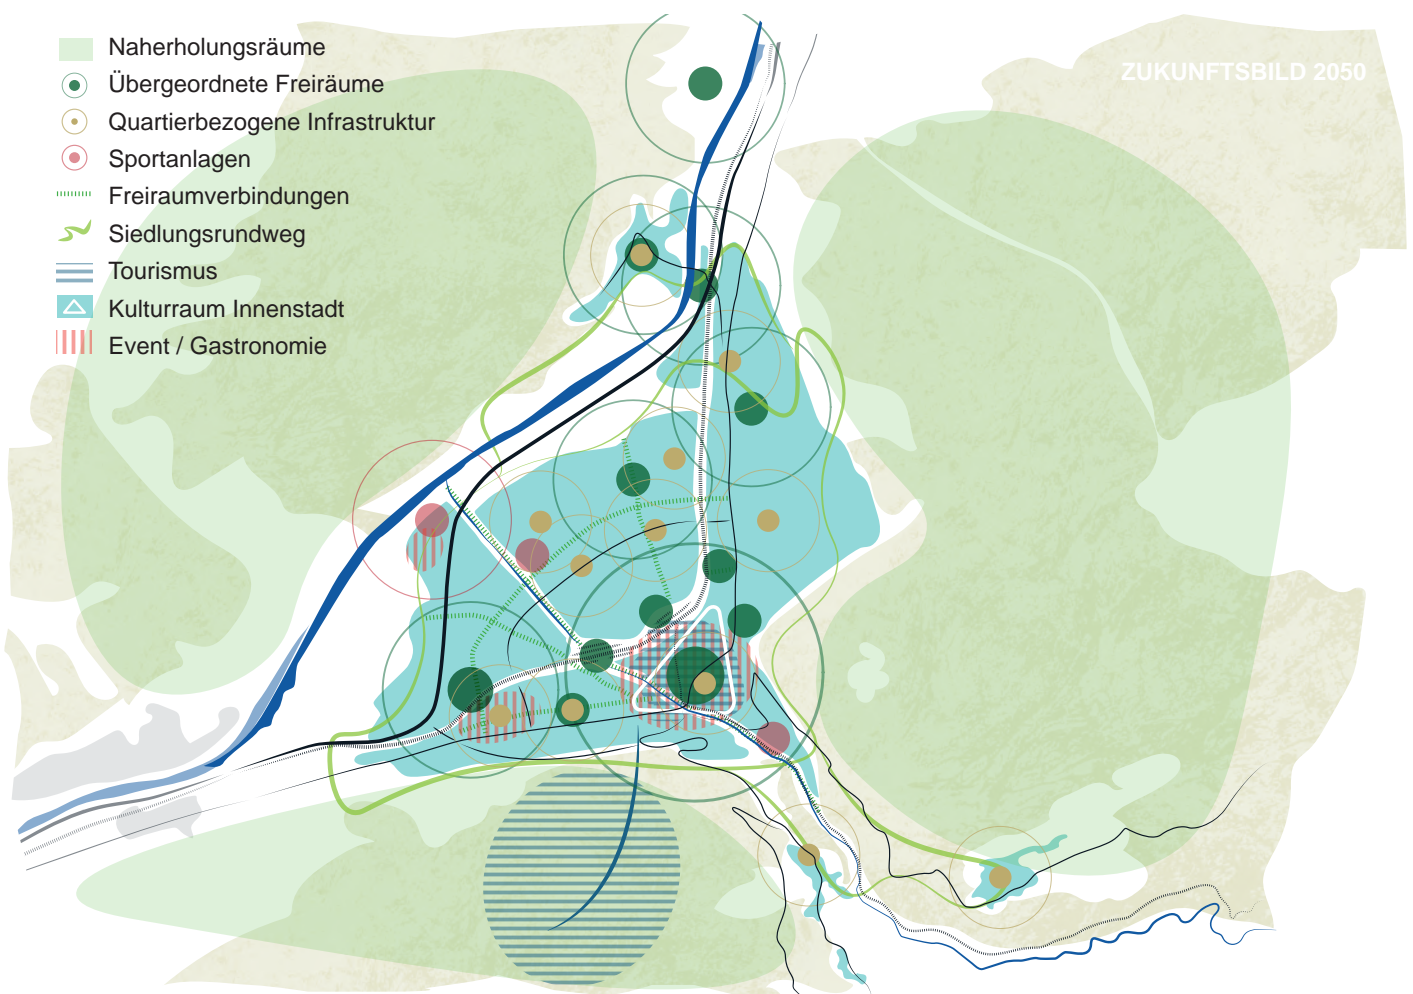 Naherholungsräume
Übergeordnete Freiräume
Quartierbezogene Infrastruktur
Sportanlagen
Freiraumverbindungen
Siedlungsrundweg
Tourismus
Kulturraum Innenstadt
Event / Gastronomie
ZUKUNFTSBILD 2050